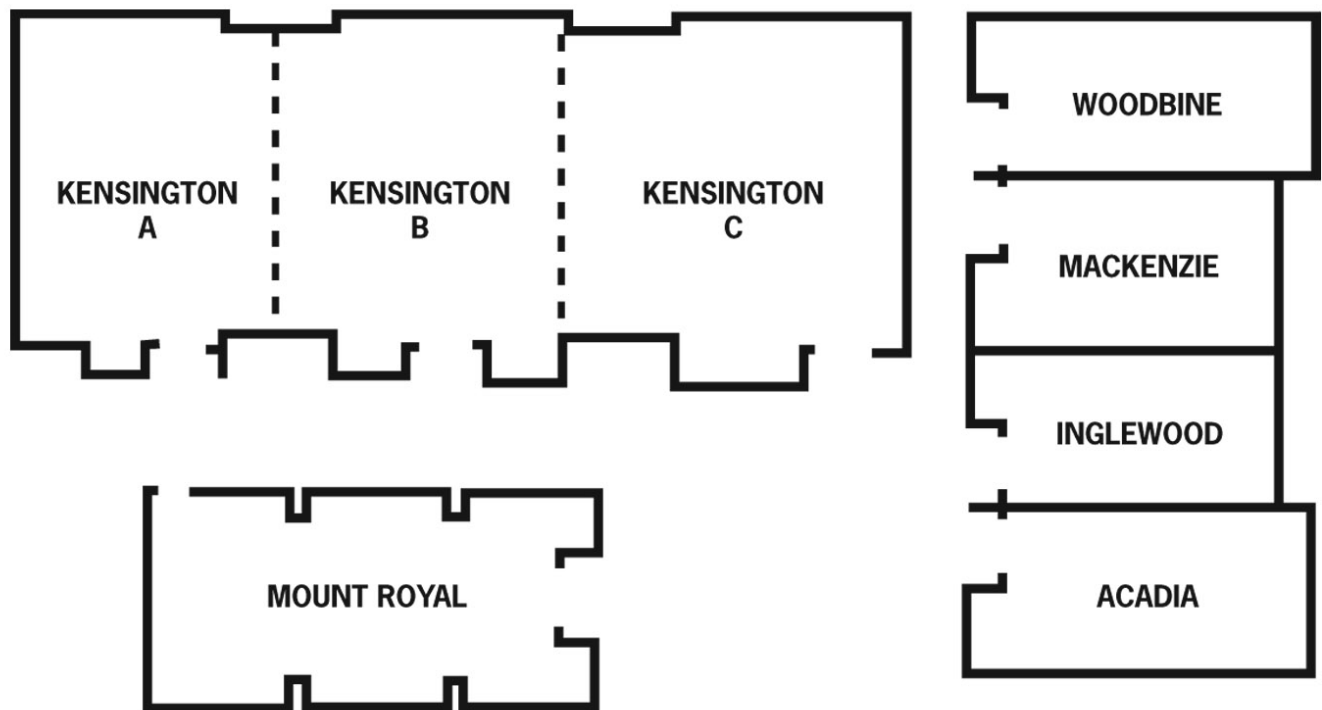 KENSINGTON
A
KENSINGTON
B
KENSINGTON
C
WOODBINE
MACKENZIE
INGLEWOOD
MOUNT ROYAL
ACADIA